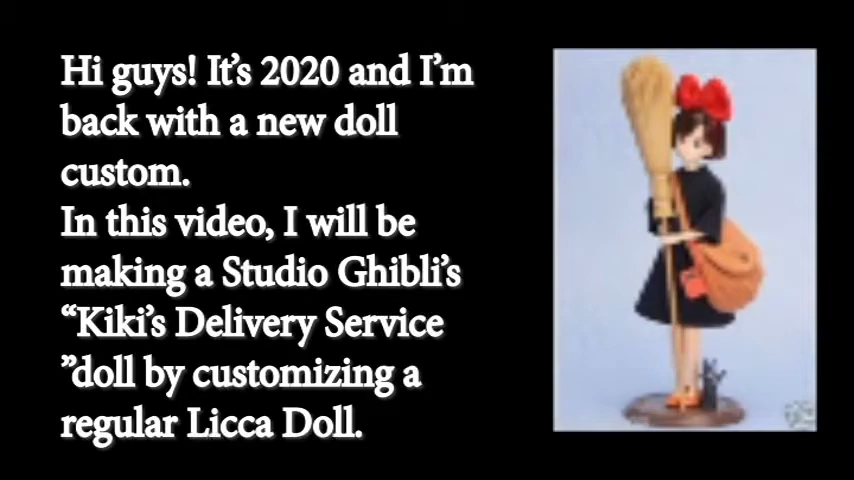 Hi guys! It’s 2020 and I’m
back with a new doll
custom.
In this video, I will be
making a Studio Ghibli’s
“Kiki’s Delivery Service
”doll by customizing a
regular Licca Doll.